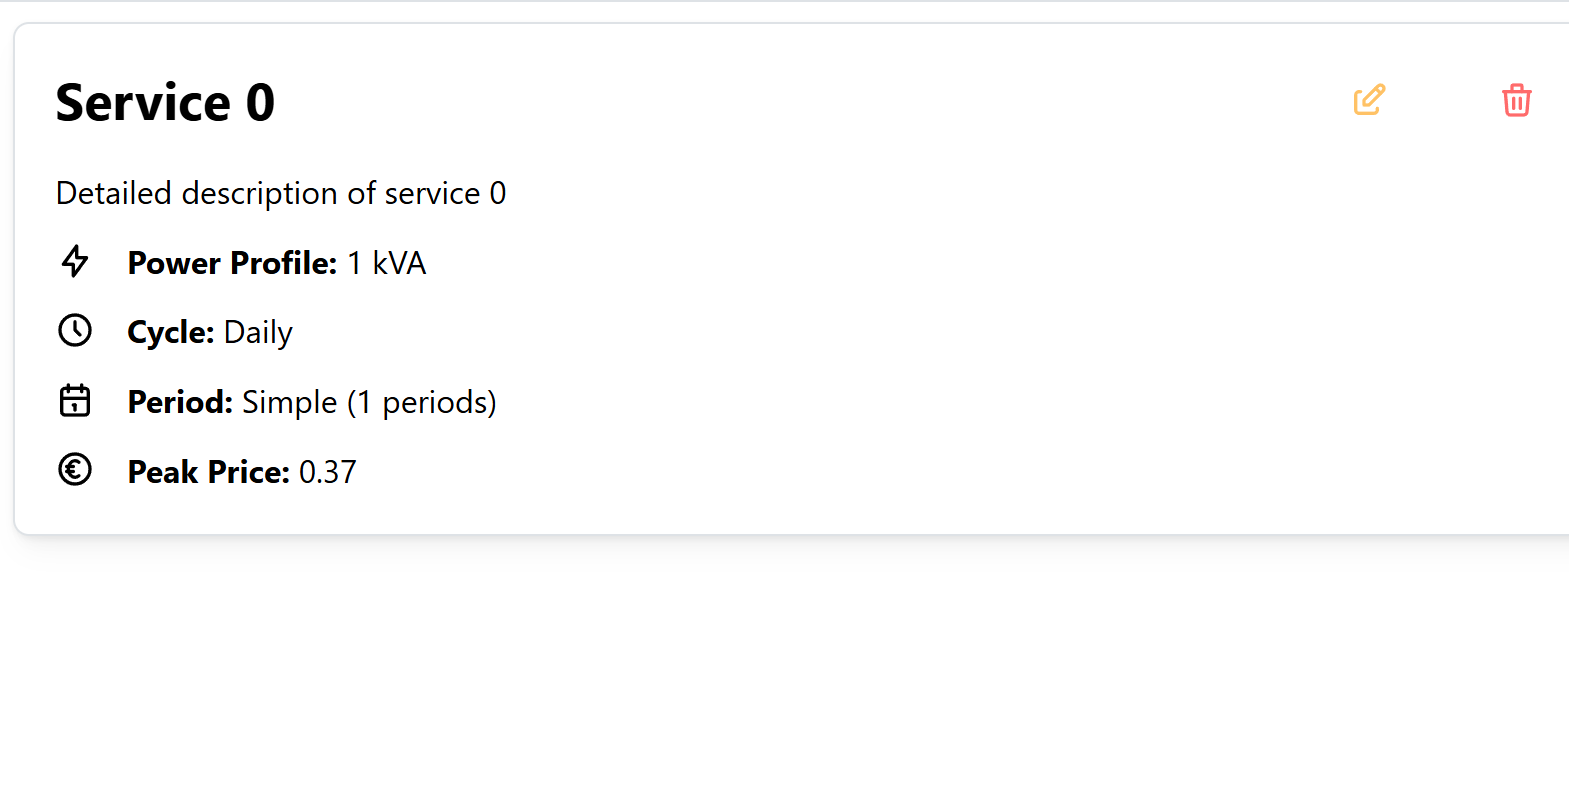 Service 0
Detailed description of service 0
Power Profile: 1 kVA
Cycle: Daily
Period: Simple (1 periods)
Peak Price: 0.37